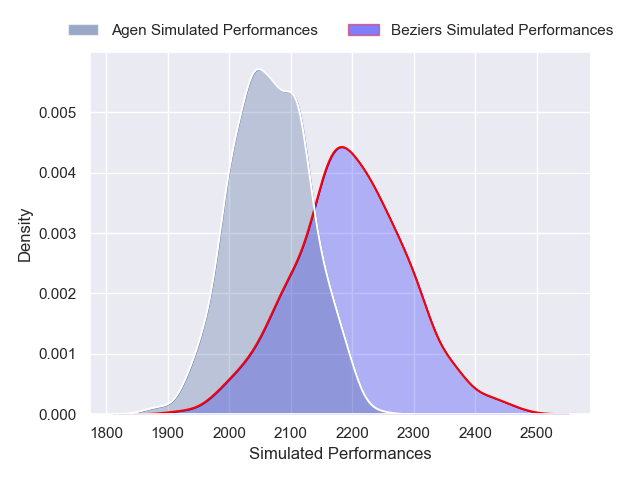 Agen Simulated Performances
Beziers Simulated Performances
Density
0.005
0.004
0.003
0.002
0.001
0.000
1800 1900 2000 2100 2200 2300 2400 2500
Simulated Performances